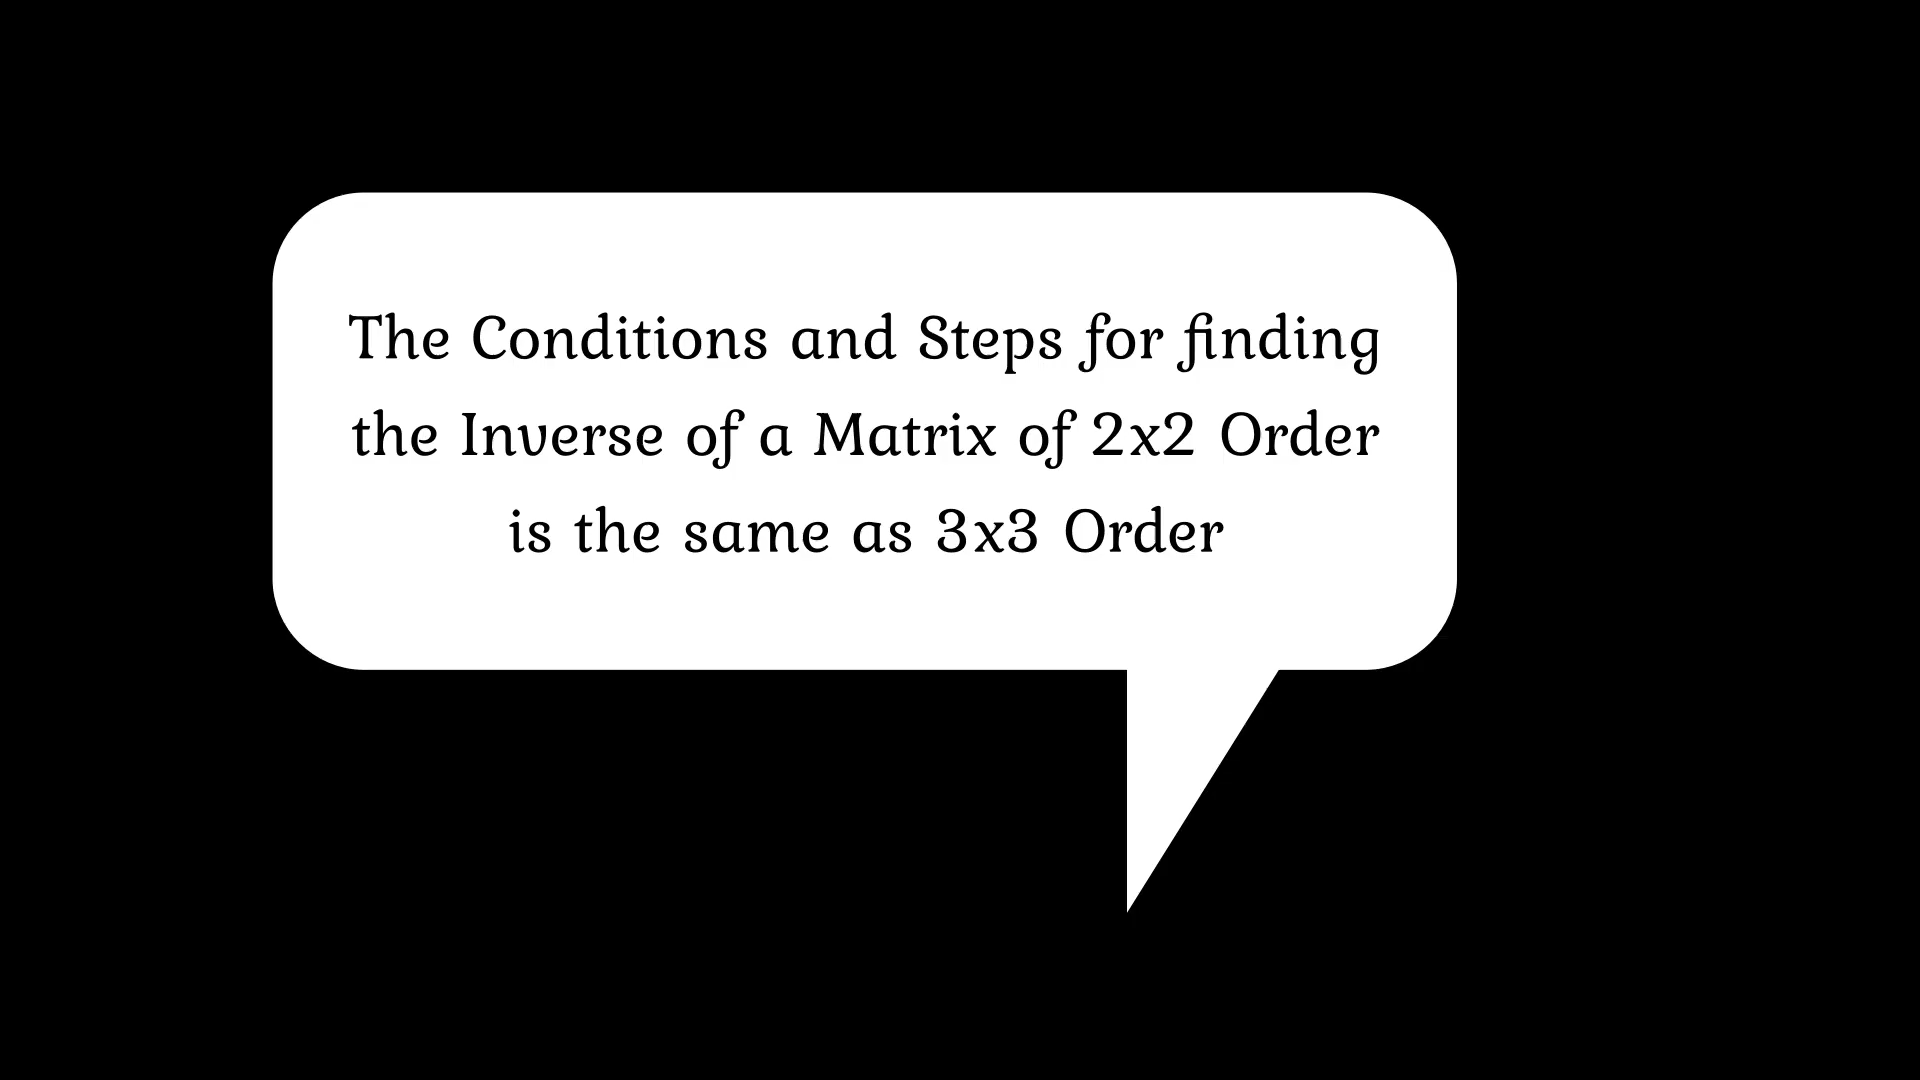 The Conditions and Steps for finding
the Inverse of a Matrix of 2x2 Order
is the same as 3x3 Order